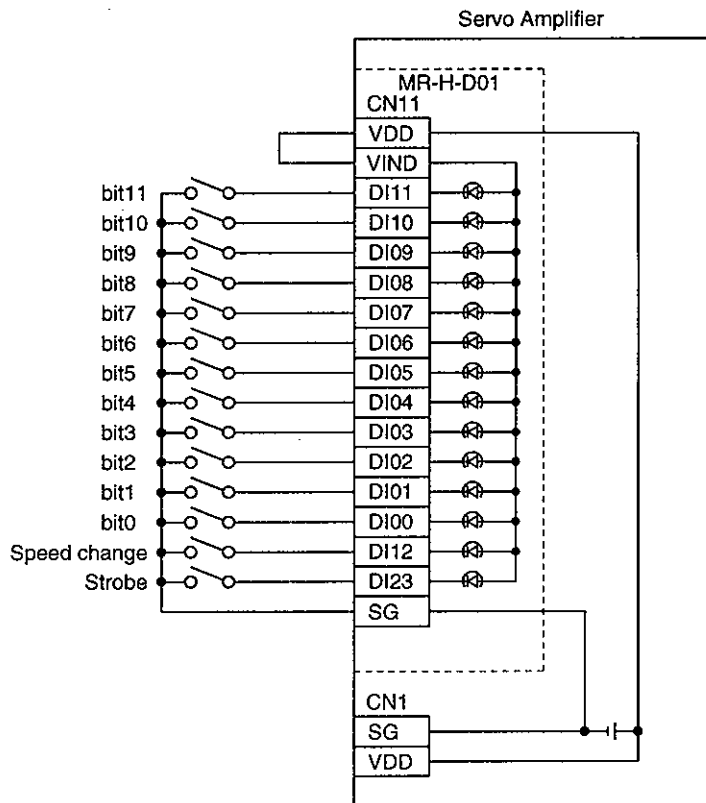 Servo Amplifier
MR-H-D01
CN11
VDD
VIND
bit11 DI11
bit10 DI10
bit9 DI09
bit8 DI08
bit7 DI07
bit6 DI06
bit5 DI05
bit4 DI04
bit3 DI03
bit2 DI02
bit1 DI01
bit0 DI00
Speed change DI12
Strobe DI23
SG
CN1
SG
VDD